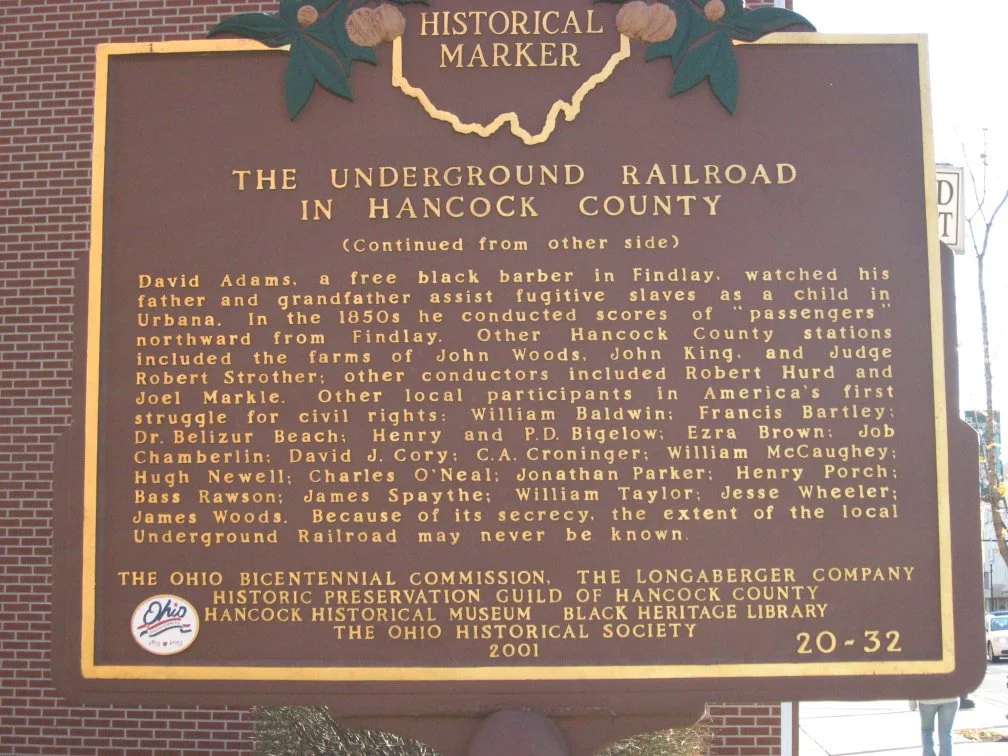 HISTORICAL
MARKER
THE UNDERGROUND RAILROAD
IN HANCOCK COUNTY
(Continued from other side)
David Adams, a free black barber in Findlay, watched his
father and grandfather assist fugitive slaves as a child in
Urbana. In the 1850s he conducted scores of "passengers"
northward from Findlay. Other Hancock County stations
included the farms of John Woods, John King, and Judge
Robert Strother; other conductors included Robert Hurd and
Joel Markle. Other local participants in America's first
struggle for civil rights: William Baldwin; Francis Bartley;
Dr. Belizur Beach; Henry and P.D. Bigelow; Ezra Brown; Job
Chamberlin; David J. Cory; C.A. Croninger; William McCaughey;
Hugh Newell; Charles O'Neal; Jonathan Parker; Henry Porch;
Bass Rawson; James Spaythe; William Taylor; Jesse Wheeler;
James Woods. Because of its secrecy, the extent of the local
Underground Railroad may never be known.
THE OHIO BICENTENNIAL COMMISSION, THE LONGABERGER COMPANY
HISTORIC PRESERVATION GUILD OF HANCOCK COUNTY
HANCOCK HISTORICAL MUSEUM BLACK HERITAGE LIBRARY
THE OHIO HISTORICAL SOCIETY
2001
20-32
Ohio
D
T